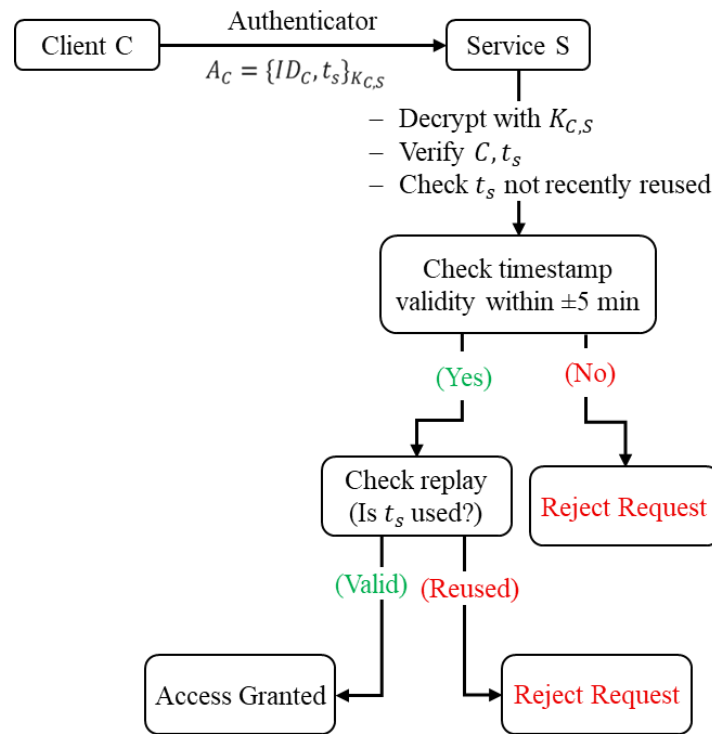 Client C
Authenticator
Service S
$A_C = \{ID_C, t_s\}_{K_{C,S}}$
– Decrypt with $K_{C,S}$
– Verify $C, t_s$
– Check $t_s$ not recently reused
Check timestamp
validity within ±5 min
(Yes)
(No)
Check replay
(Is $t_s$ used?)
Reject Request
(Valid)
(Reused)
Access Granted
Reject Request